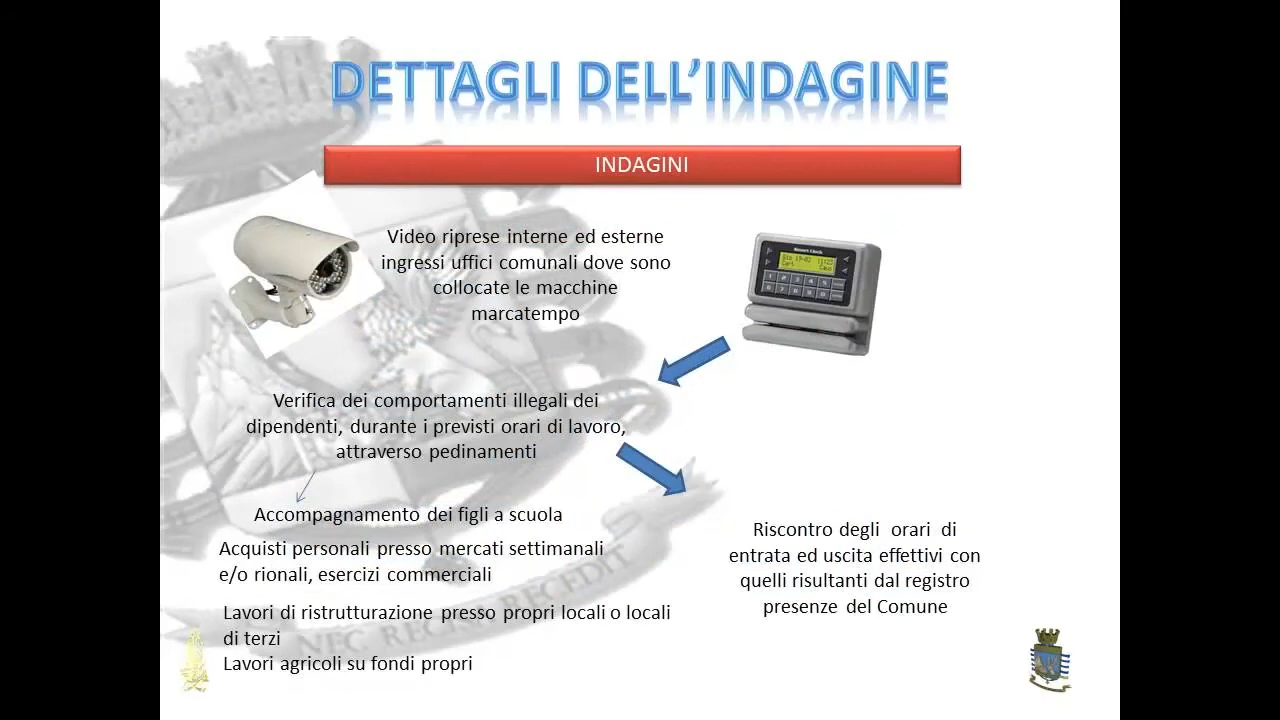 DETTAGLI DELL'INDAGINE
INDAGINI
Video riprese interne ed esterne
ingressi uffici comunali dove sono
collocate le macchine
marcatempo
Verifica dei comportamenti illegali dei
dipendenti, durante i previsti orari di lavoro,
attraverso pedinamenti
Accompagnamento dei figli a scuola
Acquisti personali presso mercati settimanali
e/o rionali, esercizi commerciali
Lavori di ristrutturazione presso propri locali o locali
di terzi
Lavori agricoli su fondi propri
Riscontro degli orari di
entrata ed uscita effettivi con
quelli risultanti dal registro
presenze del Comune
NEC RECISA RECEDIT